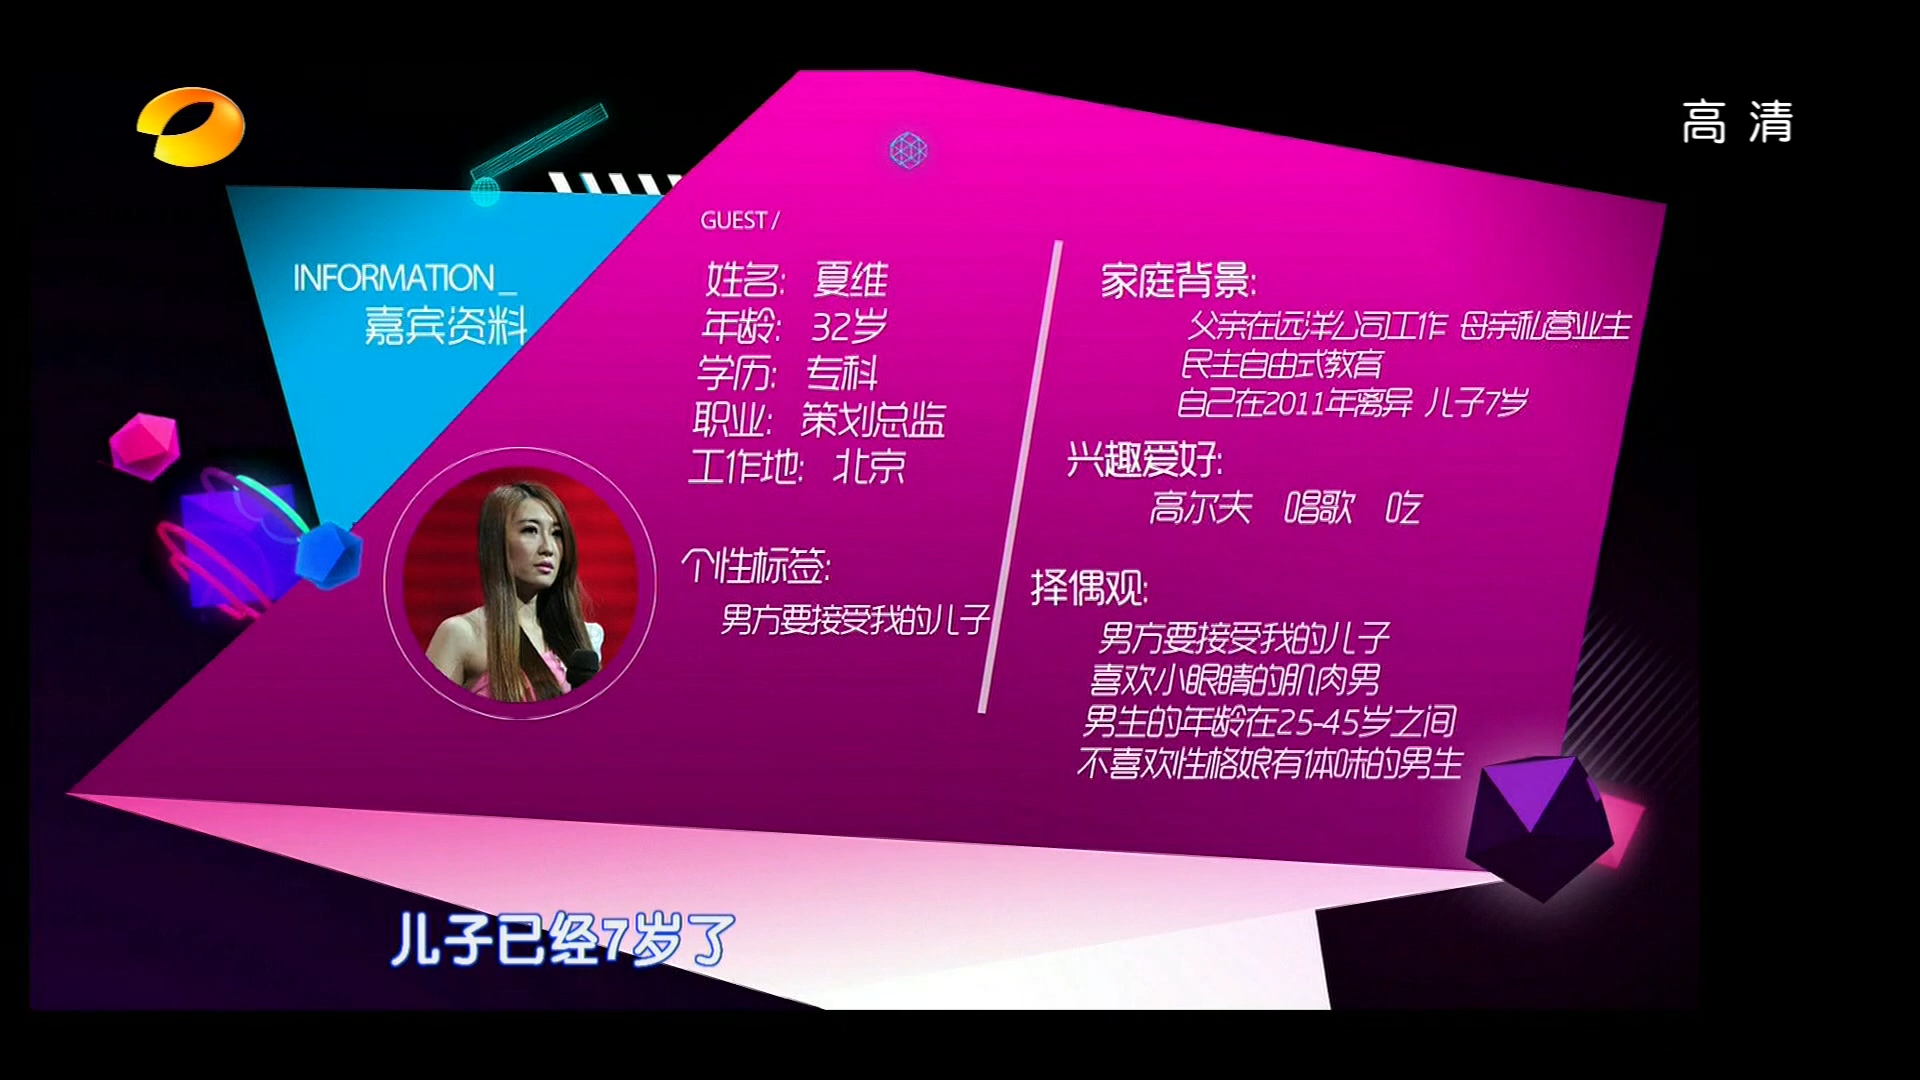 高清
INFORMATION_
嘉宾资料
GUEST/
姓名: 夏维
年龄: 32岁
学历: 专科
职业: 策划总监
工作地: 北京
个性标签:
男方要接受我的儿子
家庭背景:
父亲在远洋公司工作 母亲私营业主
民主自由式教育
自己在2011年离异 儿子7岁
兴趣爱好:
高尔夫 唱歌 吃
择偶观:
男方要接受我的儿子
喜欢小眼睛的肌肉男
男生的年龄在25-45岁之间
不喜欢性格娘有体味的男生
儿子已经7岁了